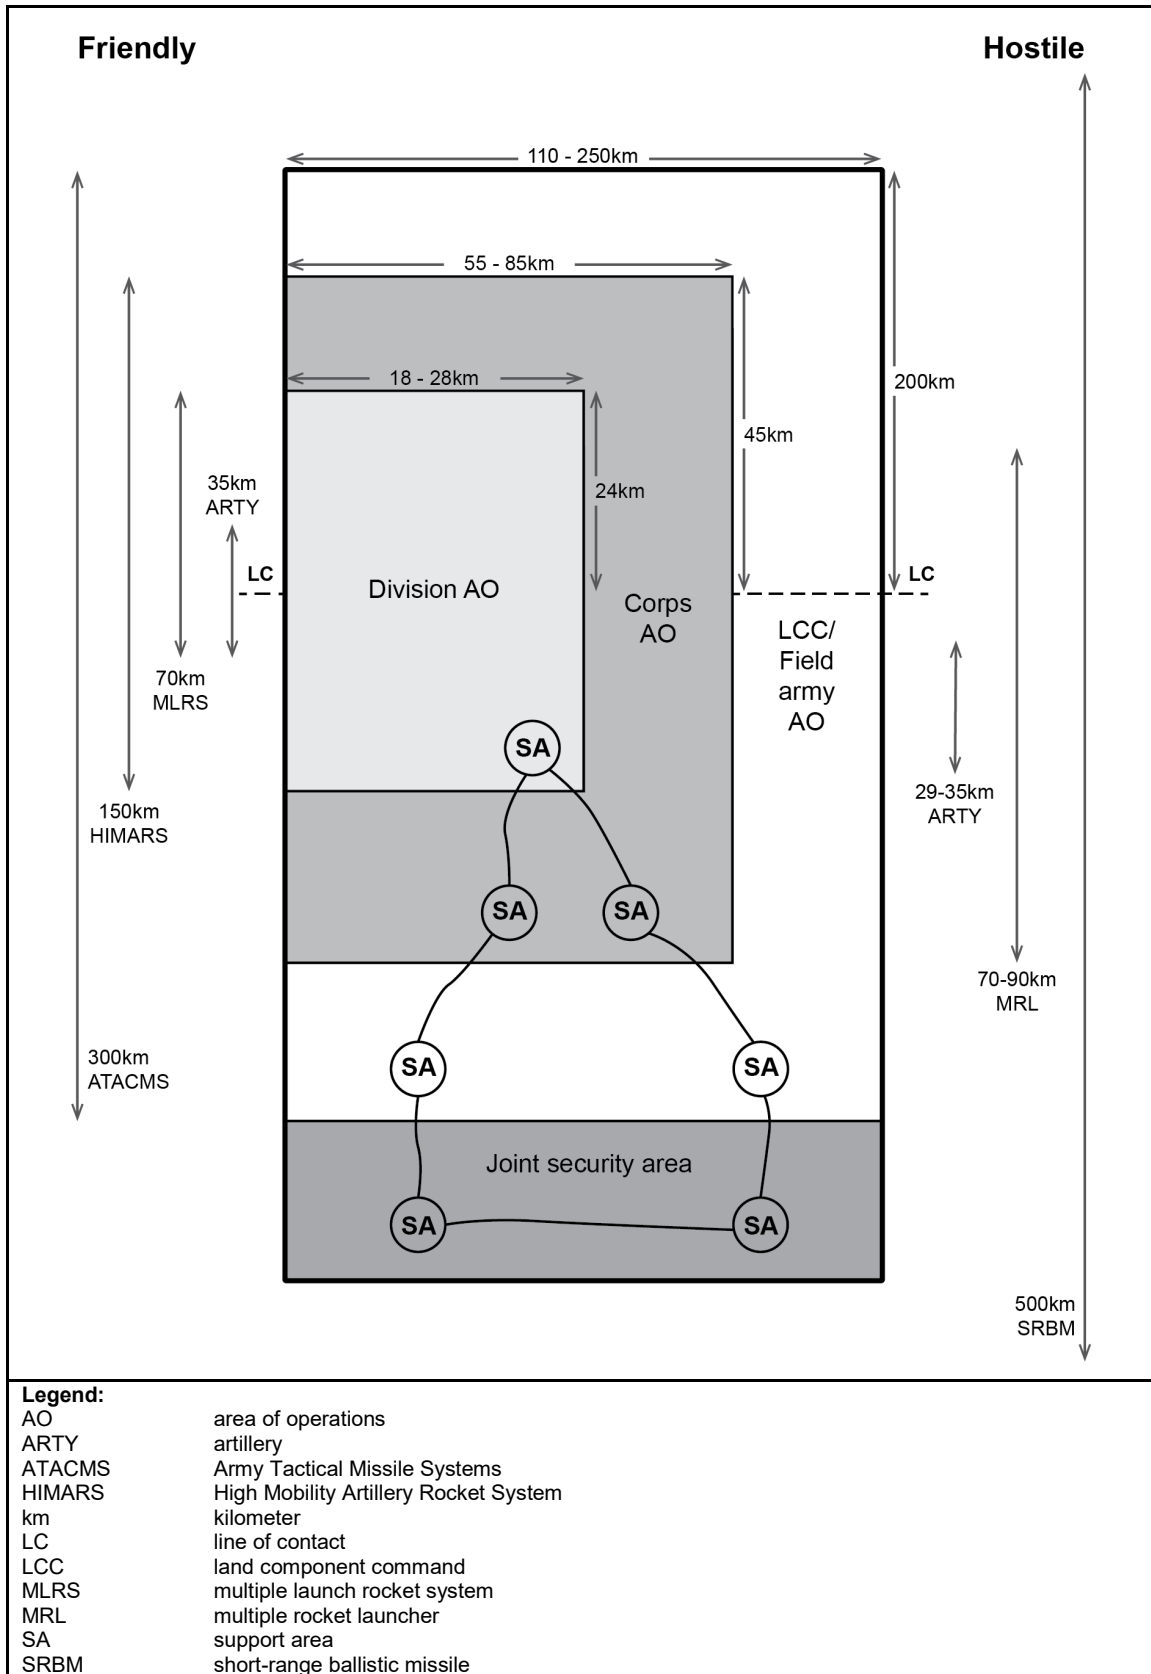 Friendly
Hostile
110 - 250km
55 - 85km
18 - 28km
200km
45km
35km
ARTY
24km
LC
LC
Division AO
Corps
AO
LCC/
Field
army
AO
70km
MLRS
SA
29-35km
ARTY
150km
HIMARS
SA
SA
70-90km
MRL
300km
ATACMS
SA
SA
Joint security area
SA
SA
500km
SRBM
Legend:
AO area of operations
ARTY artillery
ATACMS Army Tactical Missile Systems
HIMARS High Mobility Artillery Rocket System
km kilometer
LC line of contact
LCC land component command
MLRS multiple launch rocket system
MRL multiple rocket launcher
SA support area
SRBM short-range ballistic missile